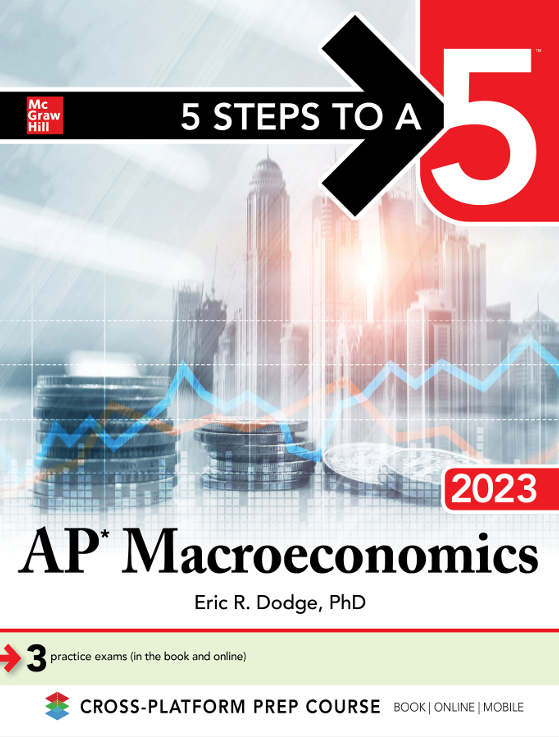 Mc
Graw
Hill
5 STEPS TO A
5™
2023
AP* Macroeconomics
Eric R. Dodge, PhD
3 practice exams (in the book and online)
CROSS-PLATFORM PREP COURSE BOOK | ONLINE | MOBILE